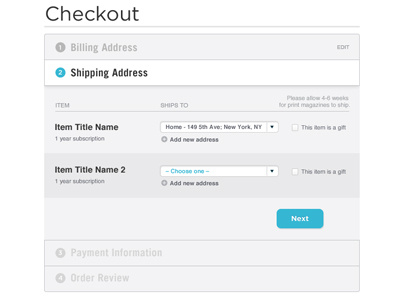 Checkout
1 Billing Address EDIT
2 Shipping Address
Please allow 4-6 weeks
for print magazines to ship
ITEM SHIPS TO
Item Title Name Home - 149 5th Ave; New York, NY This item is a gift
1 year subscription Add new address
Item Title Name 2 – Choose one – This item is a gift
1 year subscription Add new address
Next
3 Payment Information
4 Order Review